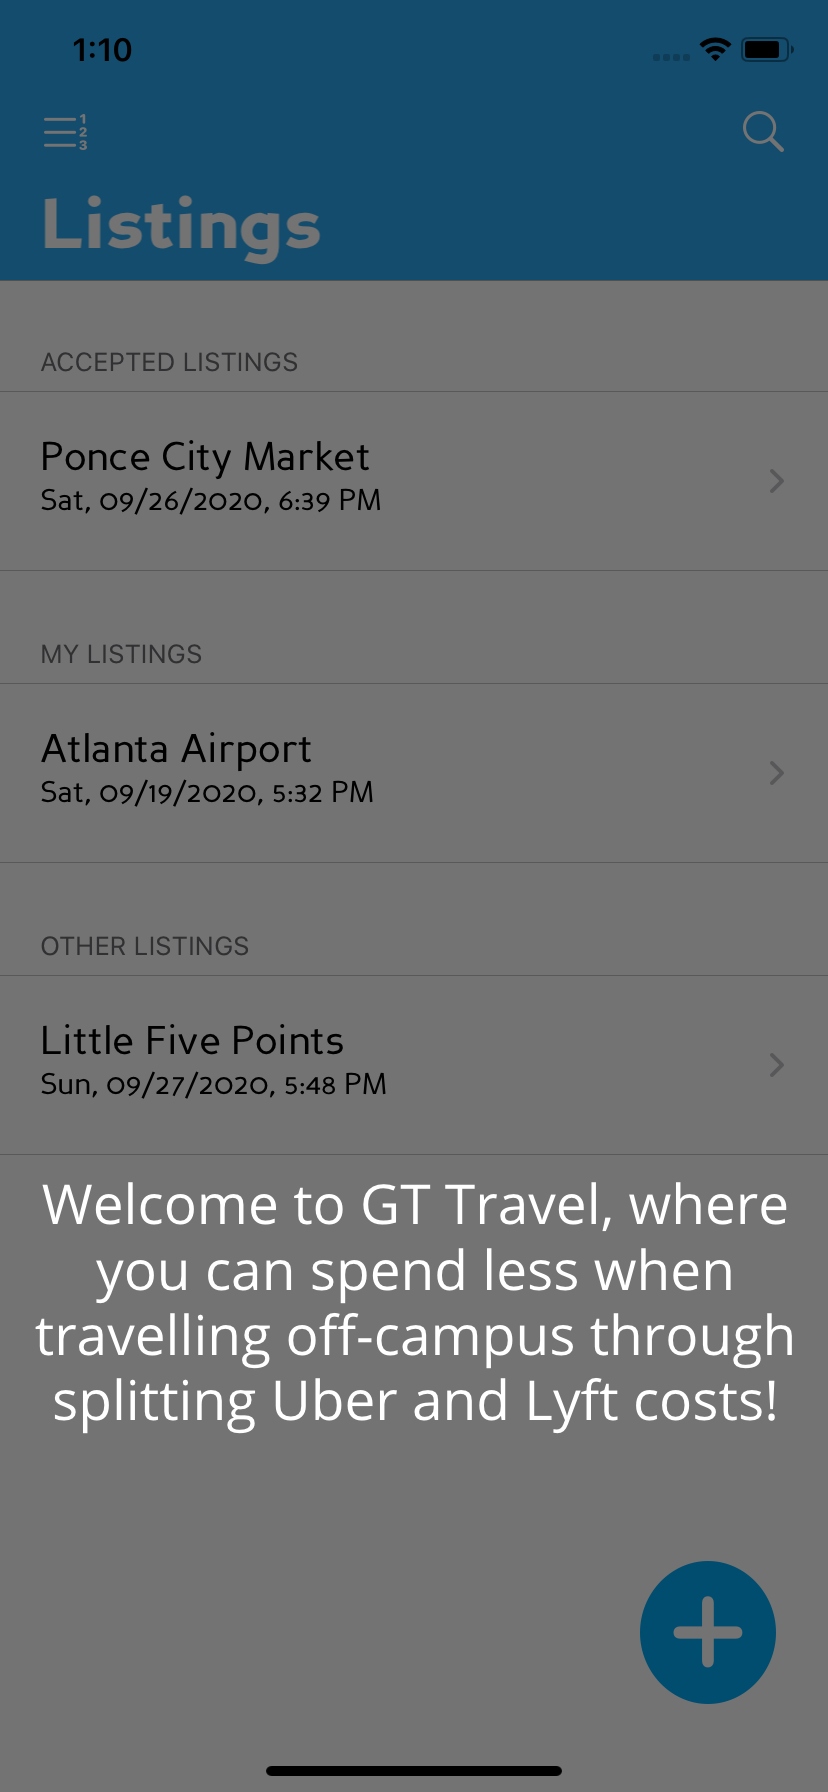 1:10
1
2
3
Listings
ACCEPTED LISTINGS
Ponce City Market
Sat, 09/26/2020, 6:39 PM
MY LISTINGS
Atlanta Airport
Sat, 09/19/2020, 5:32 PM
OTHER LISTINGS
Little Five Points
Sun, 09/27/2020, 5:48 PM
Welcome to GT Travel, where
you can spend less when
travelling off-campus through
splitting Uber and Lyft costs!